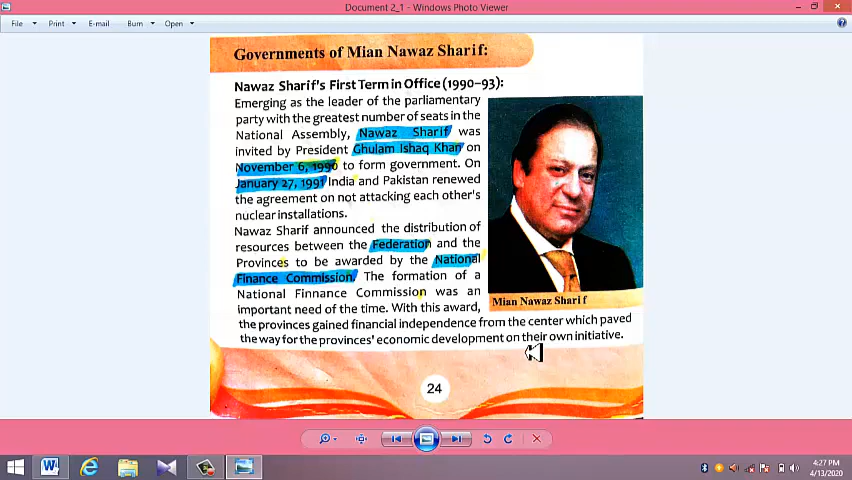 Document 2_1 - Windows Photo Viewer
File Print E-mail Burn Open
Governments of Mian Nawaz Sharif:
Nawaz Sharif's First Term in Office (1990–93):
Emerging as the leader of the parliamentary
party with the greatest number of seats in the
National Assembly, Nawaz Sharif was
invited by President Ghulam Ishaq Khan on
November 6, 1990 to form government. On
January 27, 1991 India and Pakistan renewed
the agreement on not attacking each other's
nuclear installations.
Nawaz Sharif announced the distribution of
resources between the Federation and the
Provinces to be awarded by the National
Finance Commission. The formation of a
National Finnance Commission was an
important need of the time. With this award,
the provinces gained financial independence from the center which paved
the way for the provinces' economic development on their own initiative.
Mian Nawaz Sharif
24
4:27 PM
4/13/2020